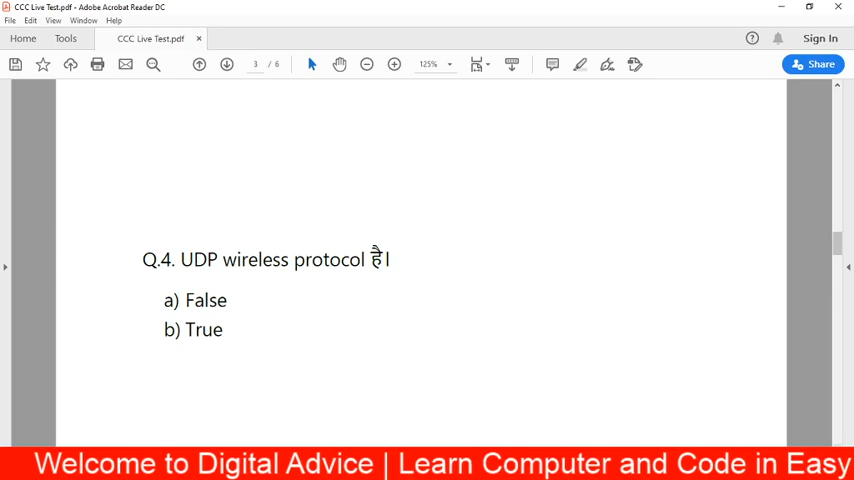 CCC Live Test.pdf - Adobe Acrobat Reader DC
File Edit View Window Help
Home Tools CCC Live Test.pdf × Sign In
3 / 6 125% Share
Q.4. UDP wireless protocol है।
a) False
b) True
Welcome to Digital Advice | Learn Computer and Code in Easy